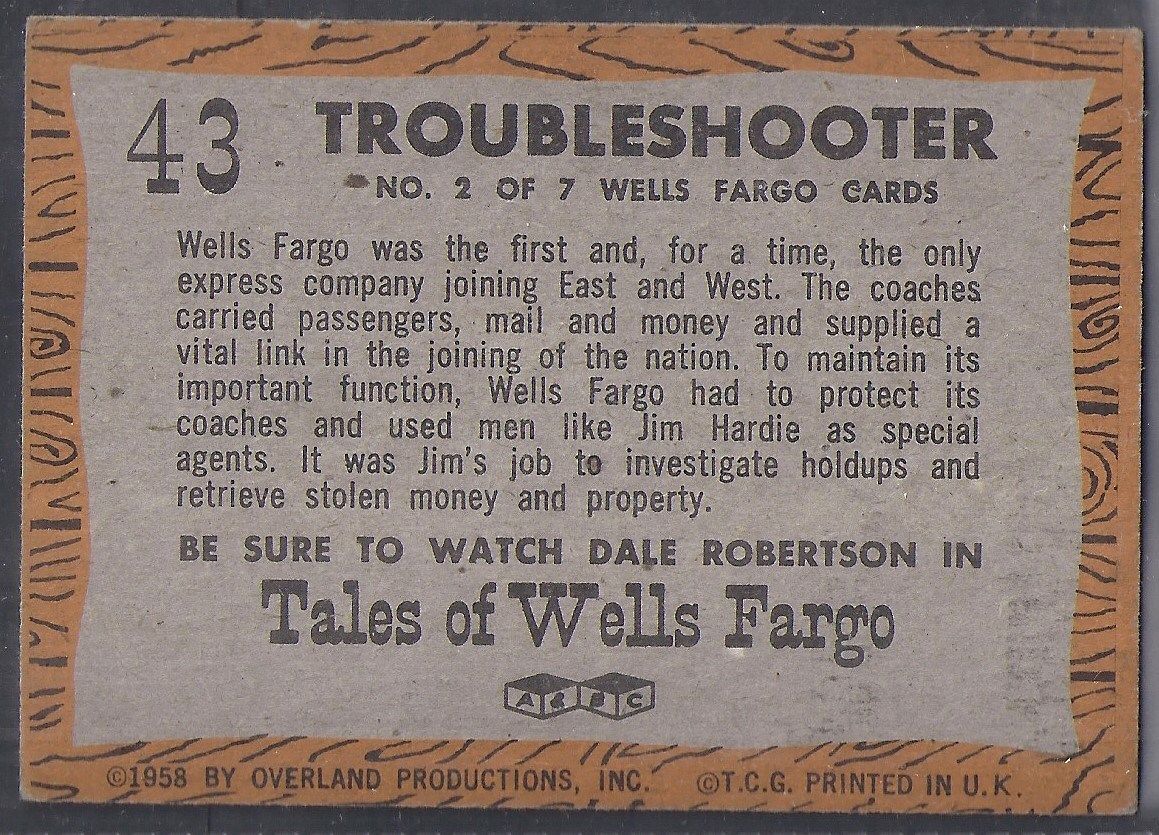 43 TROUBLESHOOTER
NO. 2 OF 7 WELLS FARGO CARDS
Wells Fargo was the first and, for a time, the only
express company joining East and West. The coaches
carried passengers, mail and money and supplied a
vital link in the joining of the nation. To maintain its
important function, Wells Fargo had to protect its
coaches and used men like Jim Hardie as special
agents. It was Jim's job to investigate holdups and
retrieve stolen money and property.
BE SURE TO WATCH DALE ROBERTSON IN
Tales of Wells Fargo
A & B C
©1958 BY OVERLAND PRODUCTIONS, INC. ©T.C.G. PRINTED IN U.K.